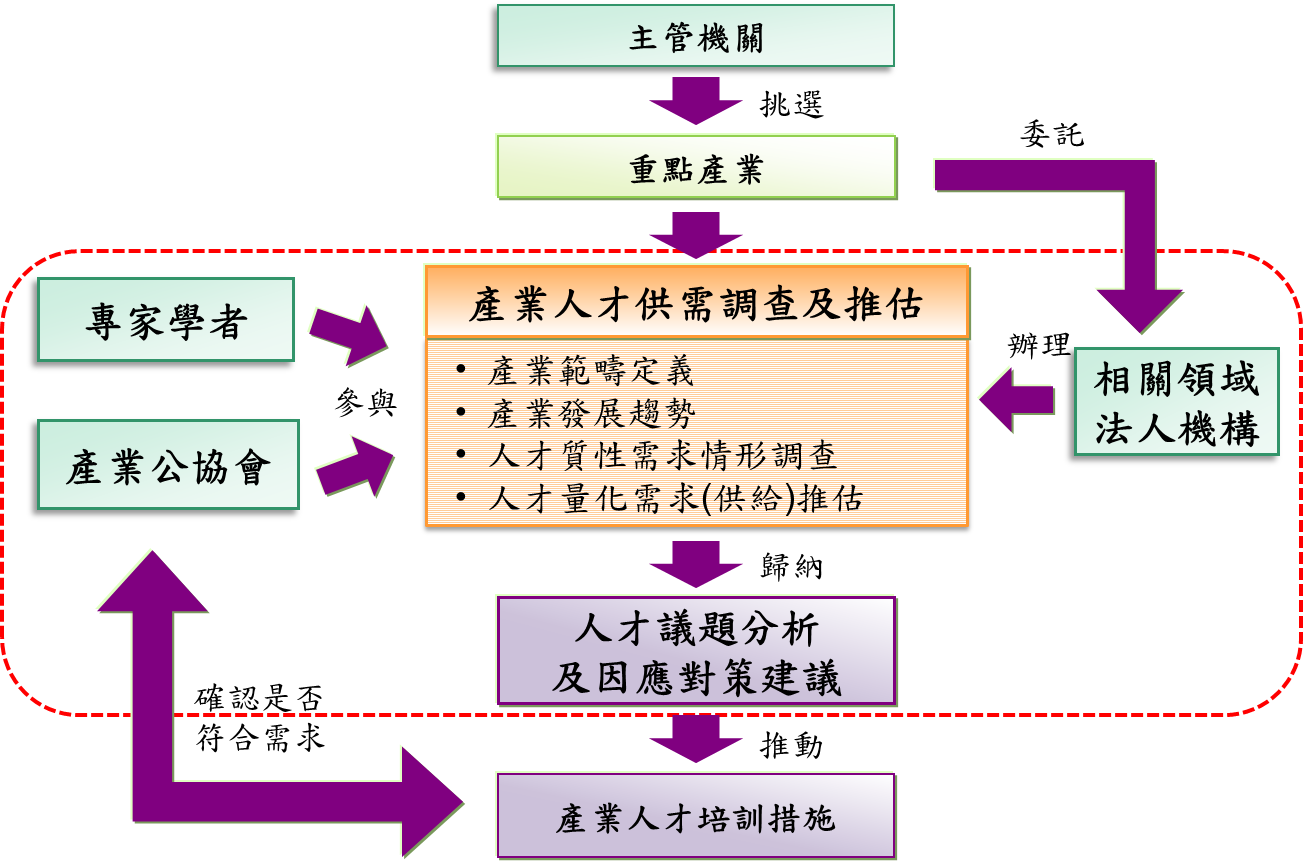 主管機關
挑選
委託
重點產業
專家學者
產業人才供需調查及推估
辦理
• 產業範疇定義
參與
• 產業發展趨勢
相關領域
法人機構
產業公協會
• 人才質性需求情形調查
• 人才量化需求(供給)推估
歸納
人才議題分析
及因應對策建議
確認是否
符合需求
推動
產業人才培訓措施